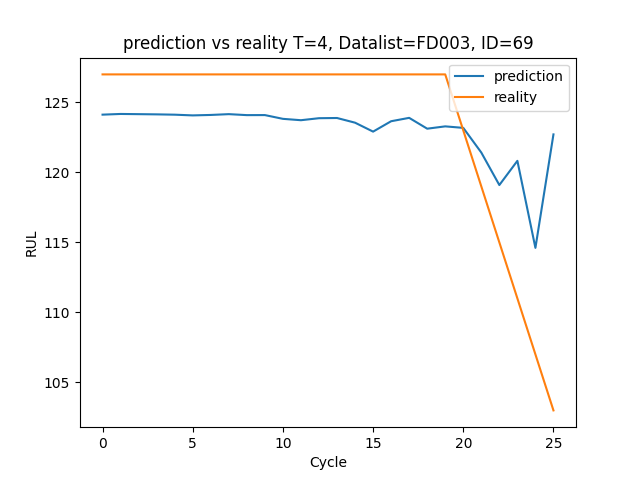 prediction vs reality T=4, Datalist=FD003, ID=69
prediction
reality
125
120
115
110
105
RUL
0 5 10 15 20 25
Cycle